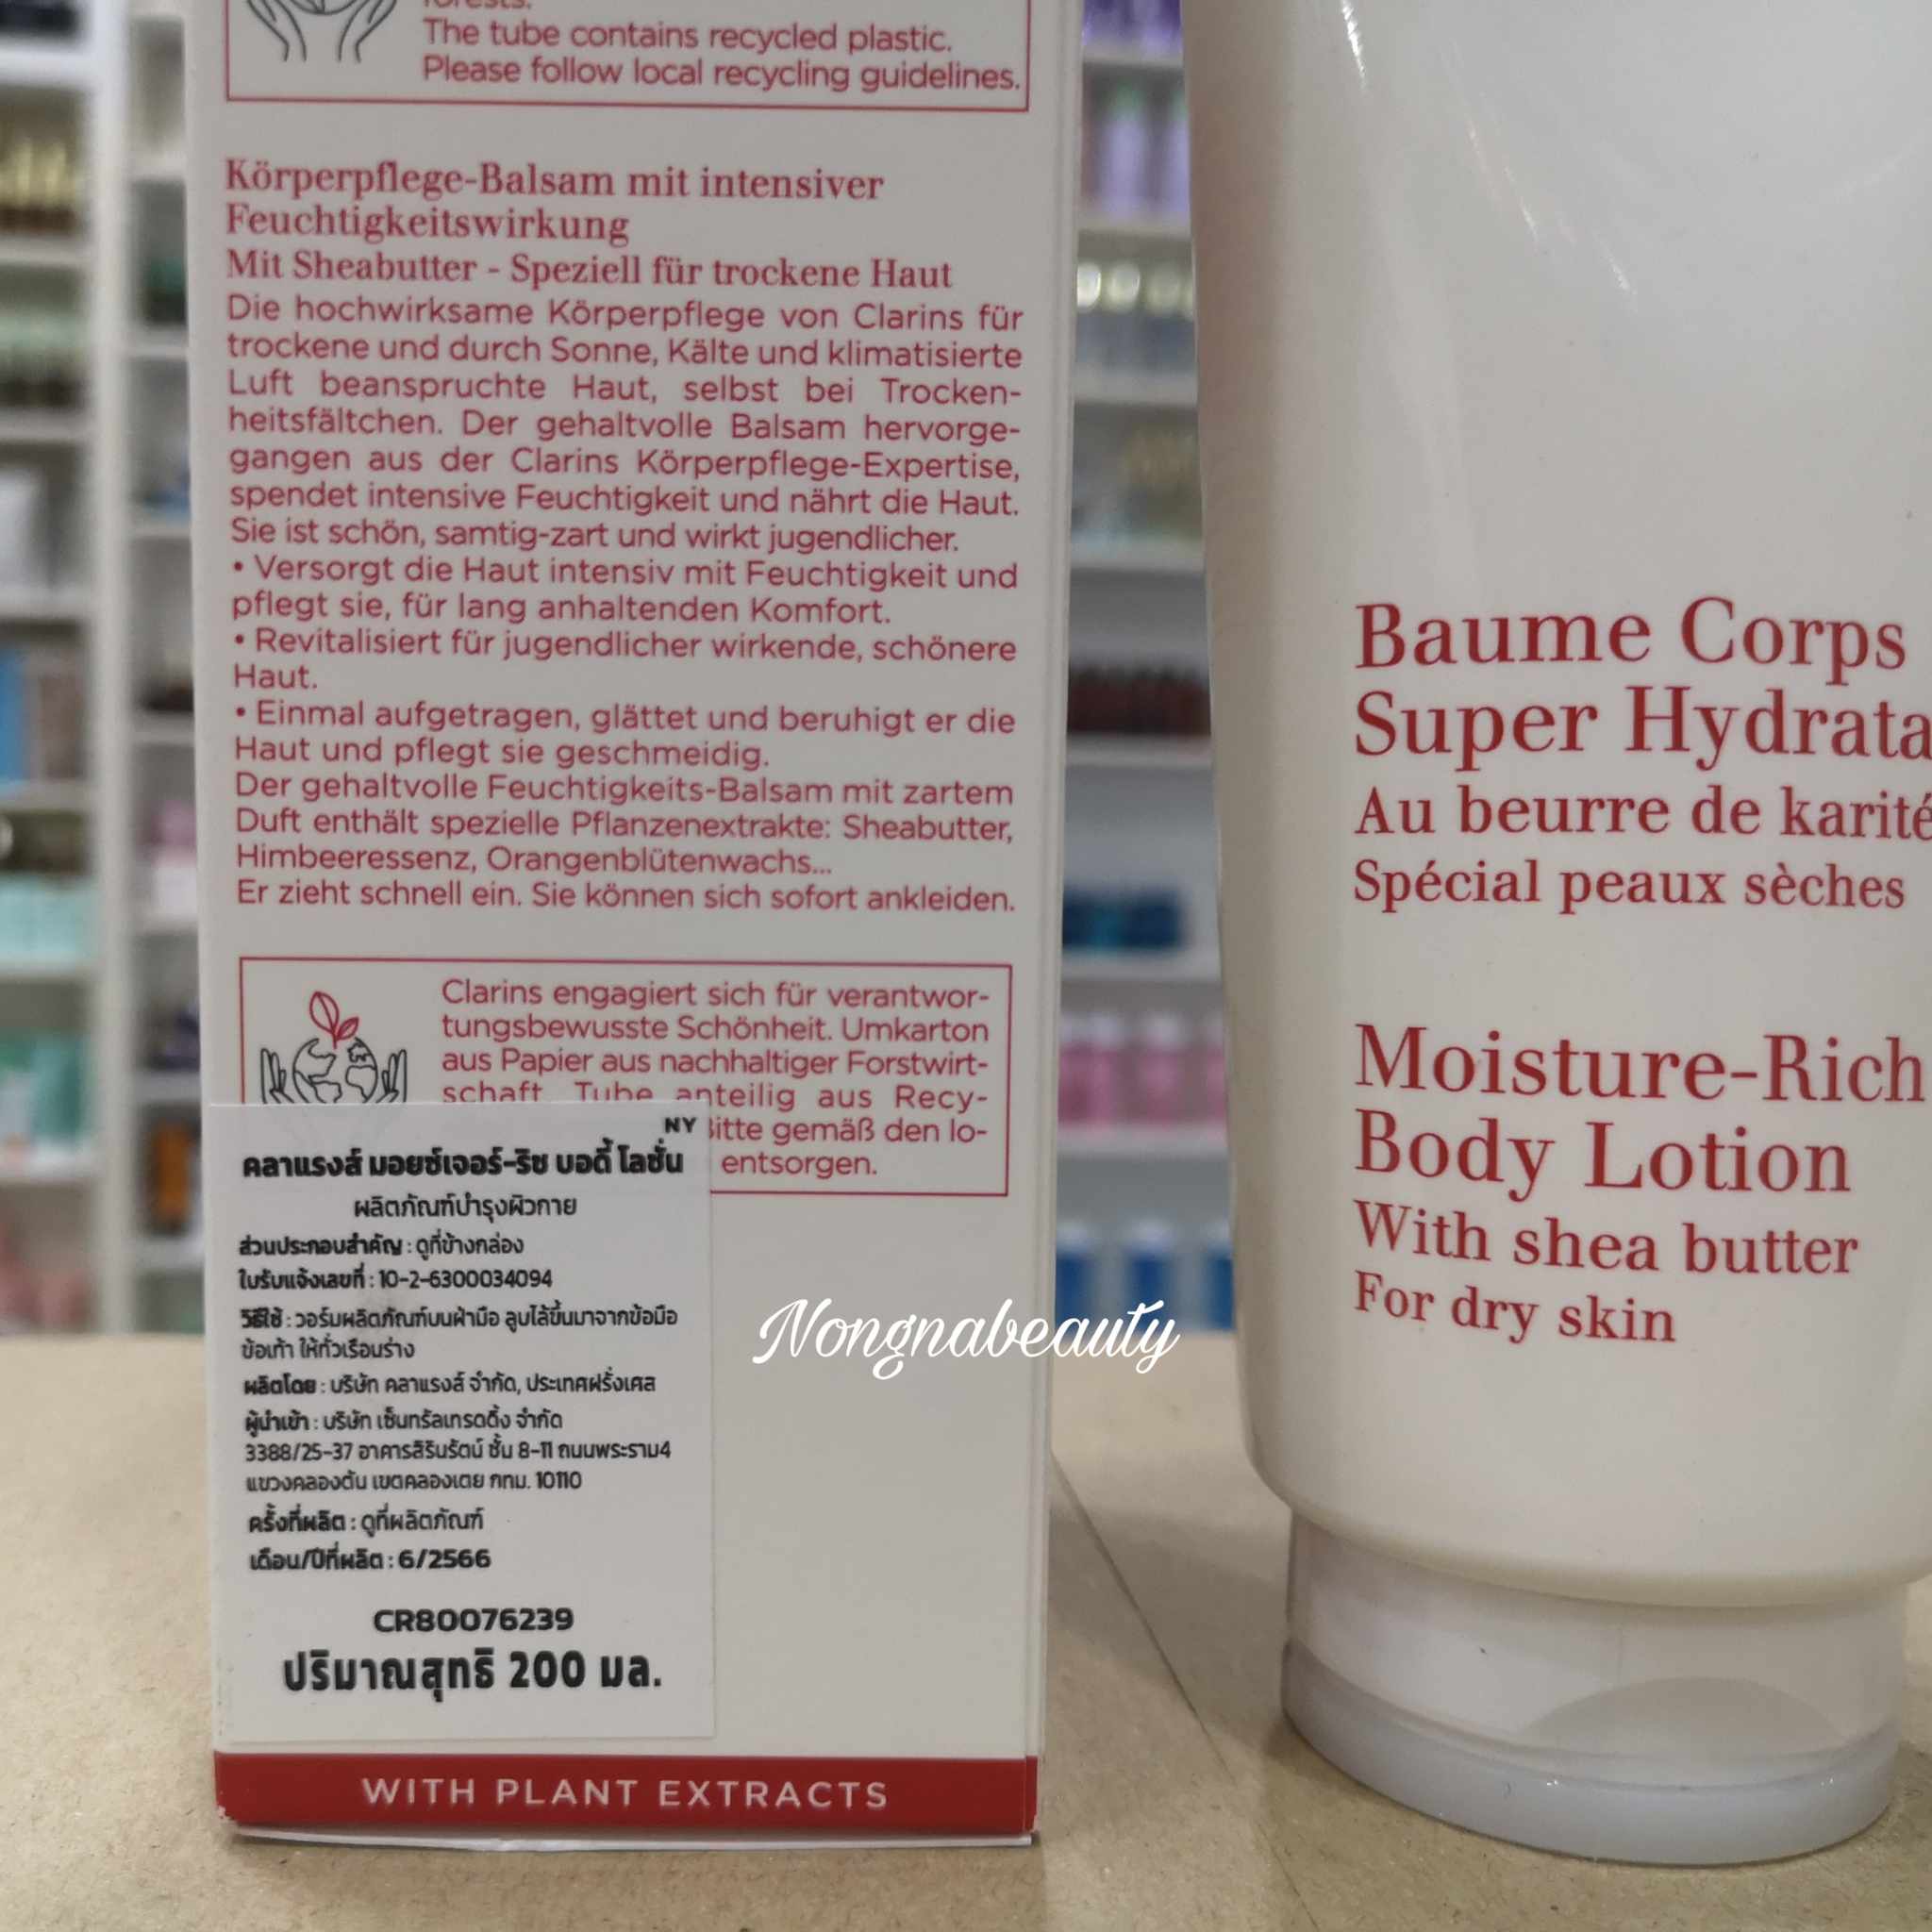 The tube contains recycled plastic.
Please follow local recycling guidelines.
Körperpflege-Balsam mit intensiver
Feuchtigkeitswirkung
Mit Sheabutter - Speziell für trockene Haut
Die hochwirksame Körperpflege von Clarins für
trockene und durch Sonne, Kälte und klimatisierte
Luft beanspruchte Haut, selbst bei Trocken-
heitsfältchen. Der gehaltvolle Balsam hervorge-
gangen aus der Clarins Körperpflege-Expertise,
spendet intensive Feuchtigkeit und nährt die Haut.
Sie ist schön, samtig-zart und wirkt jugendlicher.
• Versorgt die Haut intensiv mit Feuchtigkeit und
pflegt sie, für lang anhaltenden Komfort.
• Revitalisiert für jugendlicher wirkende, schönere
Haut.
• Einmal aufgetragen, glättet und beruhigt er die
Haut und pflegt sie geschmeidig.
Der gehaltvolle Feuchtigkeits-Balsam mit zartem
Duft enthält spezielle Pflanzenextrakte: Sheabutter,
Himbeeressenz, Orangenblütenwachs...
Er zieht schnell ein. Sie können sich sofort ankleiden.
Clarins engagiert sich für verantwor-
tungsbewusste Schönheit. Umkarton
aus Papier aus nachhaltiger Forstwirt-
schaft. Tube anteilig aus Recy-
itte gemäß den lo-
entsorgen.
NY
คลาแรงส์ มอยซ์เจอร์-ริช บอดี้ โลชั่น
ผลิตภัณฑ์บำรุงผิวกาย
ส่วนประกอบสำคัญ : ดูที่ข้างกล่อง
ใบรับแจ้งเลขที่ : 10-2-6300034094
วิธีใช้ : วอร์มผลิตภัณฑ์บนฝ่ามือ ลูบไล้ขึ้นมาจากข้อมือ
ข้อเท้า ให้ทั่วเรือนร่าง
ผลิตโดย : บริษัท คลาแรงส์ จำกัด, ประเทศฝรั่งเศส
ผู้นำเข้า : บริษัท เซ็นทรัลเทรดดิ้ง จำกัด
3388/25-37 อาคารสิรินรัตน์ ชั้น 8-11 ถนนพระราม4
แขวงคลองตัน เขตคลองเตย กทม. 10110
ครั้งที่ผลิต : ดูที่ผลิตภัณฑ์
เดือน/ปีที่ผลิต : 6/2566
CR80076239
ปริมาณสุทธิ 200 มล.
WITH PLANT EXTRACTS
Nongnabeauty
Baume Corps
Super Hydrata
Au beurre de karité
Spécial peaux sèches
Moisture-Rich
Body Lotion
With shea butter
For dry skin